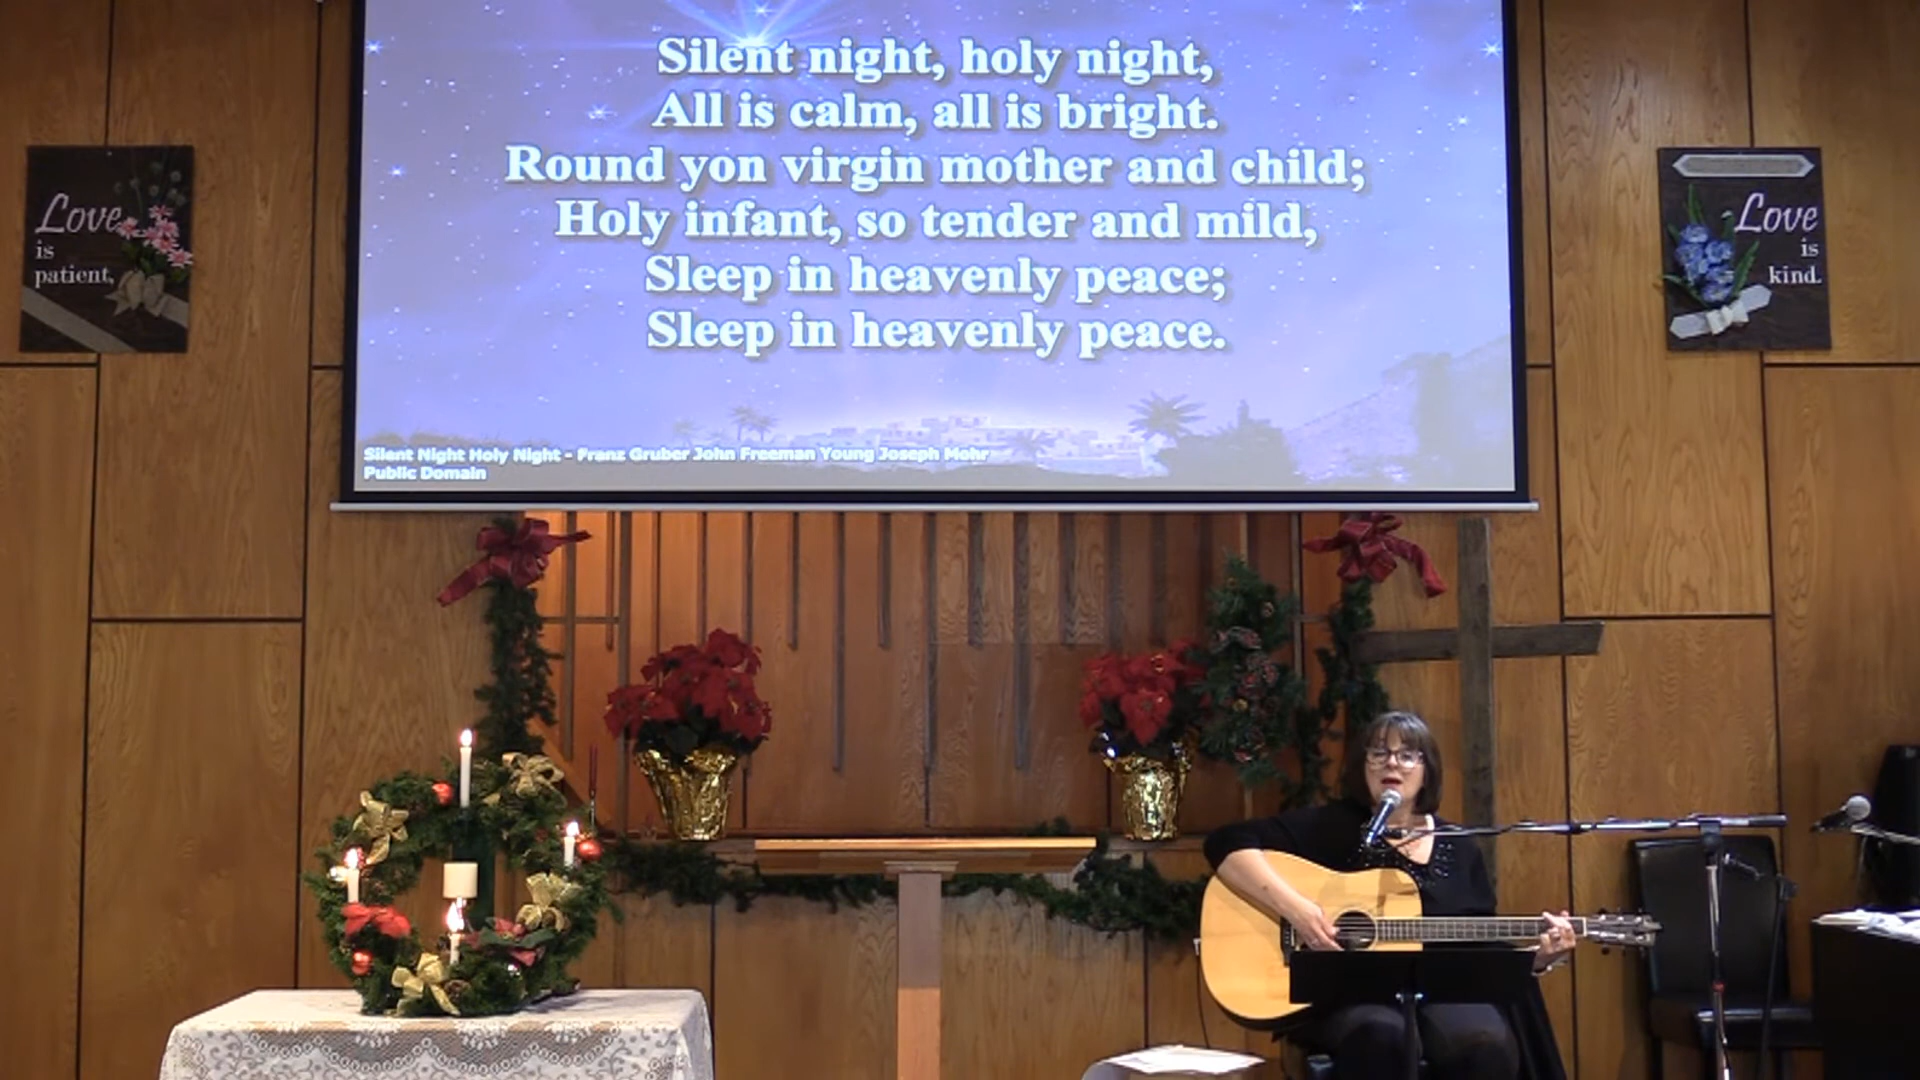 Silent night, holy night,
All is calm, all is bright.
Round yon virgin mother and child;
Holy infant, so tender and mild,
Sleep in heavenly peace;
Sleep in heavenly peace.
Silent Night Holy Night - Franz Gruber John Freeman Young Joseph Mohr
Public Domain
Love
is
patient,
Love
is
kind.